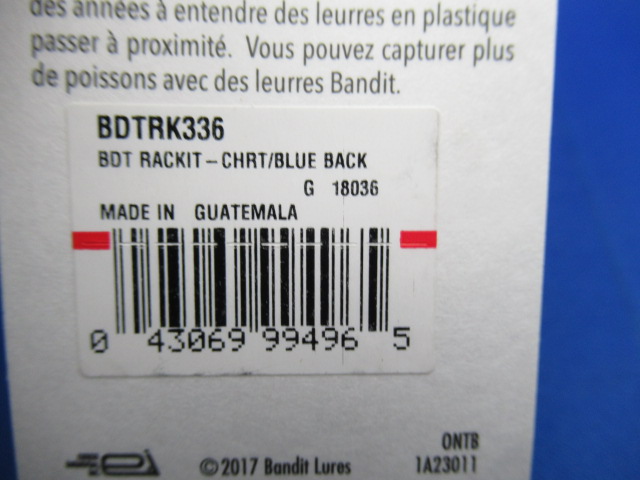 des années à entendre des leurres en plastique
passer à proximité. Vous pouvez capturer plus
de poissons avec des leurres Bandit.
BDTRK336
BDT RACKIT – CHRT/BLUE BACK
G 18036
MADE IN GUATEMALA
0 43069 99496 5
ONTB
©2017 Bandit Lures 1A23011